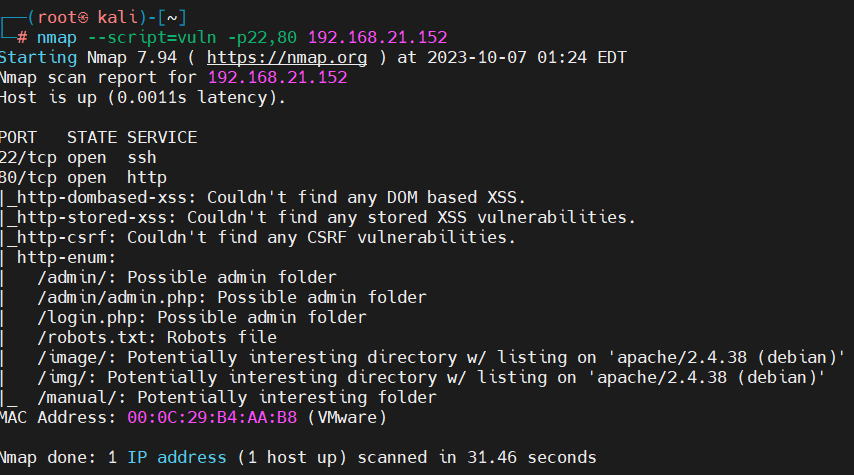 ┌──(root㉿ kali)-[~]
└─# nmap --script=vuln -p22,80 192.168.21.152
Starting Nmap 7.94 ( https://nmap.org ) at 2023-10-07 01:24 EDT
Nmap scan report for 192.168.21.152
Host is up (0.0011s latency).
PORT   STATE SERVICE
22/tcp open  ssh
80/tcp open  http
|_http-dombased-xss: Couldn't find any DOM based XSS.
|_http-stored-xss: Couldn't find any stored XSS vulnerabilities.
|_http-csrf: Couldn't find any CSRF vulnerabilities.
| http-enum:
|   /admin/: Possible admin folder
|   /admin/admin.php: Possible admin folder
|   /login.php: Possible admin folder
|   /robots.txt: Robots file
|   /image/: Potentially interesting directory w/ listing on 'apache/2.4.38 (debian)'
|   /img/: Potentially interesting directory w/ listing on 'apache/2.4.38 (debian)'
|_  /manual/: Potentially interesting folder
MAC Address: 00:0C:29:B4:AA:B8 (VMware)
Nmap done: 1 IP address (1 host up) scanned in 31.46 seconds